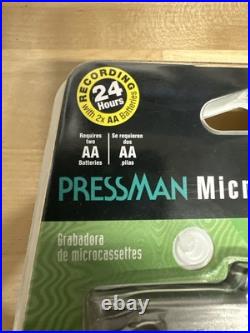 RECORDING
24
Hours
with 2x AA Batteries
Requires
two
AA
Batteries
Se requieren
dos
AA
pilas
PRESSMAN Micr
Grabadora
de microcassettes